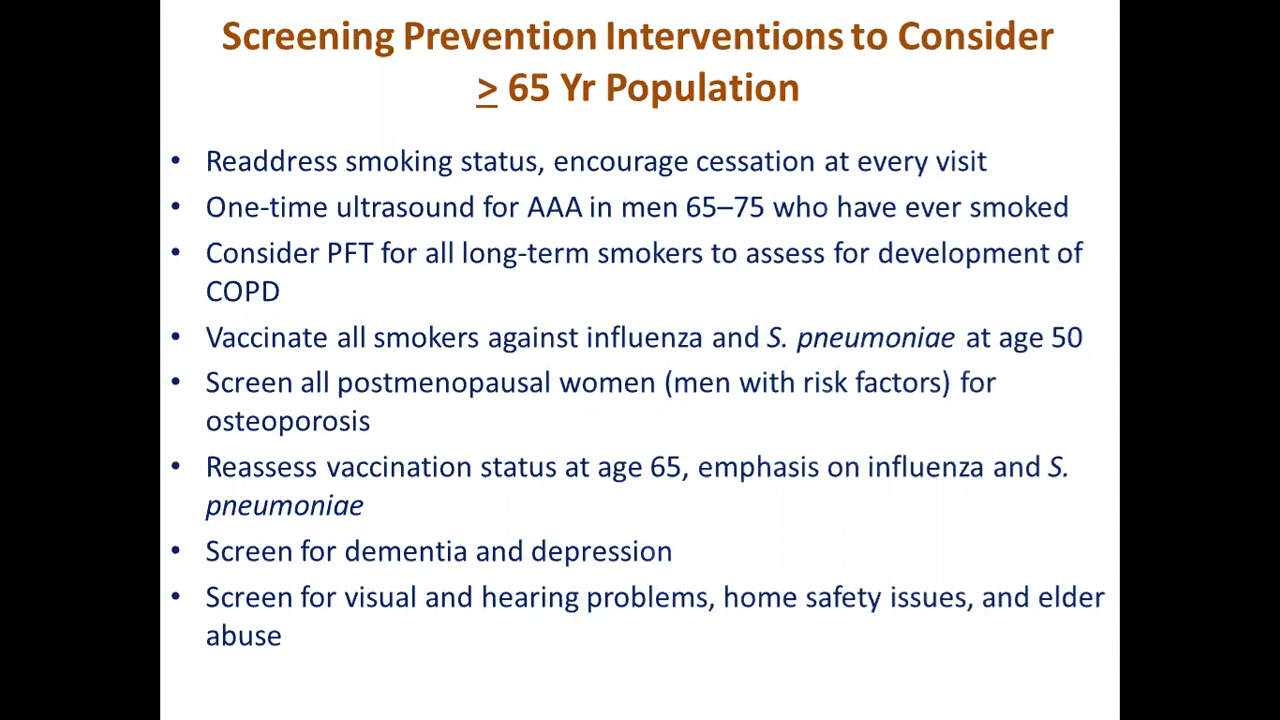 Screening Prevention Interventions to Consider
≥ 65 Yr Population
• Readdress smoking status, encourage cessation at every visit
• One-time ultrasound for AAA in men 65–75 who have ever smoked
• Consider PFT for all long-term smokers to assess for development of
COPD
• Vaccinate all smokers against influenza and S. pneumoniae at age 50
• Screen all postmenopausal women (men with risk factors) for
osteoporosis
• Reassess vaccination status at age 65, emphasis on influenza and S.
pneumoniae
• Screen for dementia and depression
• Screen for visual and hearing problems, home safety issues, and elder
abuse